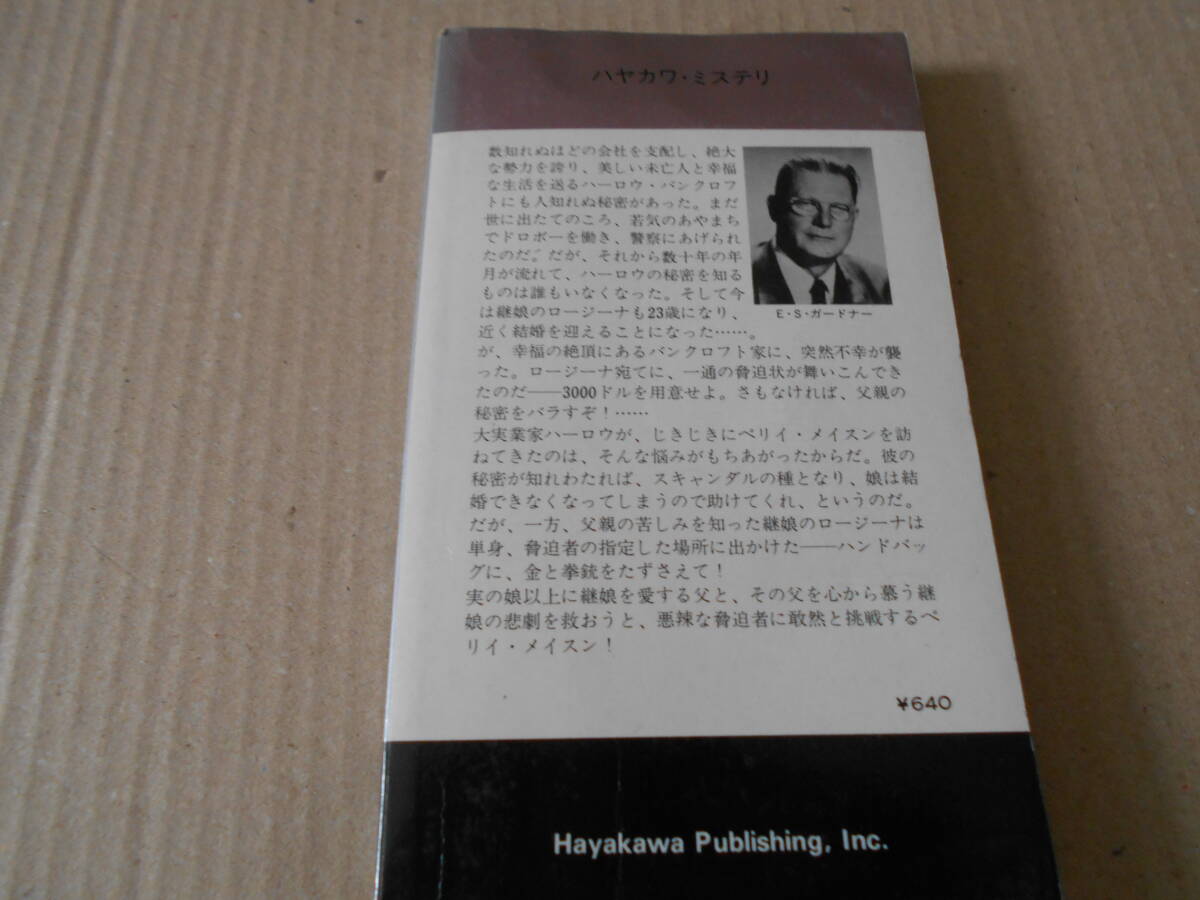 ハヤカワ・ミステリ
数知れぬほどの会社を支配し、絶大
な勢力を誇り、美しい未亡人と幸福
な生活を送るハーロウ・バンクロフ
トにも人知れぬ秘密があった。まだ
世に出たてのころ、若気のあやまち
でドロボーを働き、警察にあげられ
たのだ。だが、それから数十年の年
月が流れて、ハーロウの秘密を知る
ものは誰もいなくなった。そして今
は継娘のロージーナも23歳になり、
近く結婚を迎えることになった……。
E・S・ガードナー
が、幸福の絶頂にあるバンクロフト家に、突然不幸が襲
った。ロージーナ宛てに、一通の脅迫状が舞いこんでき
たのだ——3000ドルを用意せよ。さもなければ、父親の
秘密をバラすぞ！……
大実業家ハーロウが、じきじきにペリイ・メイスンを訪
ねてきたのは、そんな悩みがもちあがったからだ。彼の
秘密が知れわたれば、スキャンダルの種となり、娘は結
婚できなくなってしまうので助けてくれ、というのだ。
だが、一方、父親の苦しみを知った継娘のロージーナは
単身、脅迫者の指定した場所に出かけた——ハンドバッ
グに、金と拳銃をたずさえて！
実の娘以上に継娘を愛する父と、その父を心から慕う継
娘の悲劇を救おうと、悪辣な脅迫者に敢然と挑戦するペ
リイ・メイスン！
¥640
Hayakawa Publishing, Inc.